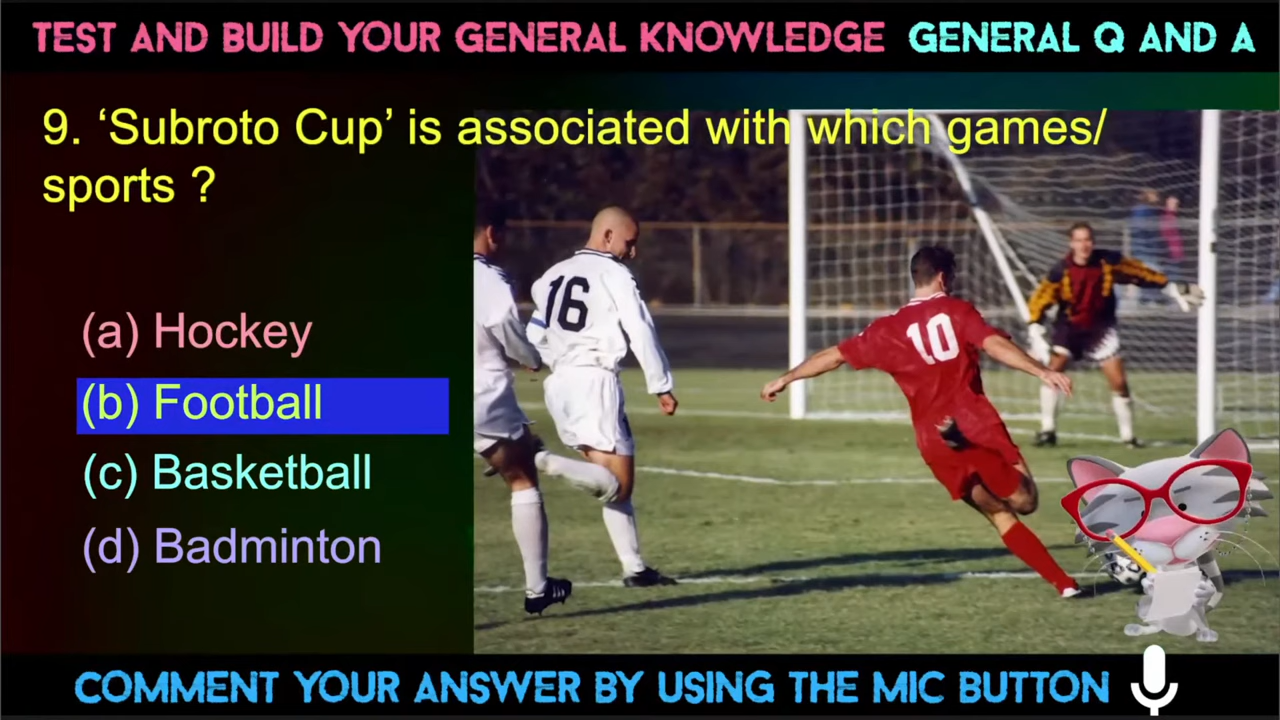 TEST AND BUILD YOUR GENERAL KNOWLEDGE GENERAL Q AND A
9. ‘Subroto Cup’ is associated with which games/
sports ?
(a) Hockey
(b) Football
(c) Basketball
(d) Badminton
16
10
COMMENT YOUR ANSWER BY USING THE MIC BUTTON